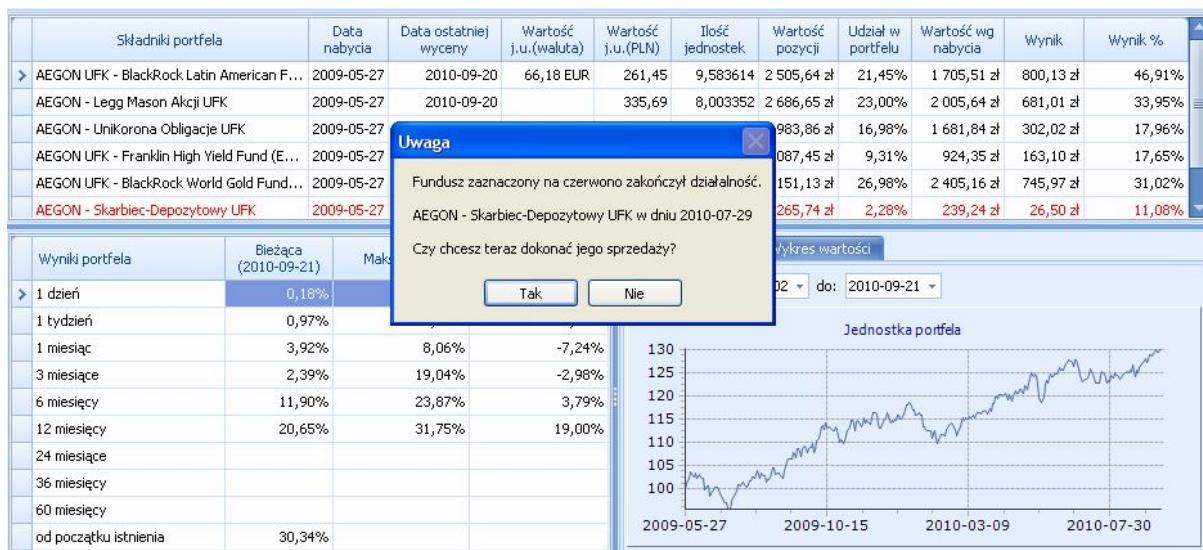 Składniki portfela Data nabycia Data ostatniej wyceny Wartość j.u.(waluta) Wartość j.u.(PLN) Ilość jednostek Wartość pozycji Udział w portfelu Wartość wg nabycia Wynik Wynik %
AEGON UFK - BlackRock Latin American F... 2009-05-27 2010-09-20 66,18 EUR 261,45 9,583614 2 505,64 zł 21,45% 1 705,51 zł 800,13 zł 46,91%
AEGON - Legg Mason Akcji UFK 2009-05-27 2010-09-20 335,69 8,003352 2 686,65 zł 23,00% 2 005,64 zł 681,01 zł 33,95%
AEGON - UniKorona Obligacje UFK 2009-05-27 983,86 zł 16,98% 1 681,84 zł 302,02 zł 17,96%
AEGON UFK - Franklin High Yield Fund (E... 2009-05-27 087,45 zł 9,31% 924,35 zł 163,10 zł 17,65%
AEGON UFK - BlackRock World Gold Fund... 2009-05-27 151,13 zł 26,98% 2 405,16 zł 745,97 zł 31,02%
AEGON - Skarbiec-Depozytowy UFK 2009-05-27 265,74 zł 2,28% 239,24 zł 26,50 zł 11,08%
Uwaga
Fundusz zaznaczony na czerwono zakończył działalność.
AEGON - Skarbiec-Depozytowy UFK w dniu 2010-07-29
Czy chcesz teraz dokonać jego sprzedaży?
Tak Nie
Wyniki portfela Bieżąca (2010-09-21) Mak
1 dzień 0,18%
1 tydzień 0,97%
1 miesiąc 3,92% 8,06% -7,24%
3 miesiące 2,39% 19,04% -2,98%
6 miesięcy 11,90% 23,87% 3,79%
12 miesięcy 20,65% 31,75% 19,00%
24 miesiące
36 miesięcy
60 miesięcy
od początku istnienia 30,34%
Wykres wartości
02 do: 2010-09-21
Jednostka portfela
130
125
120
115
110
105
100
2009-05-27 2009-10-15 2010-03-09 2010-07-30